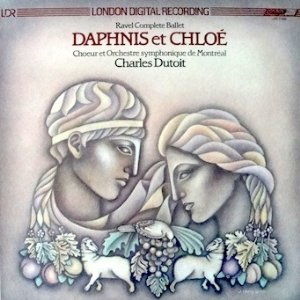 LDR
LONDON DIGITAL RECORDING
Ravel Complete Ballet
DAPHNIS et CHLOÉ
Choeur et Orchestre symphonique de Montréal
Charles Dutoit